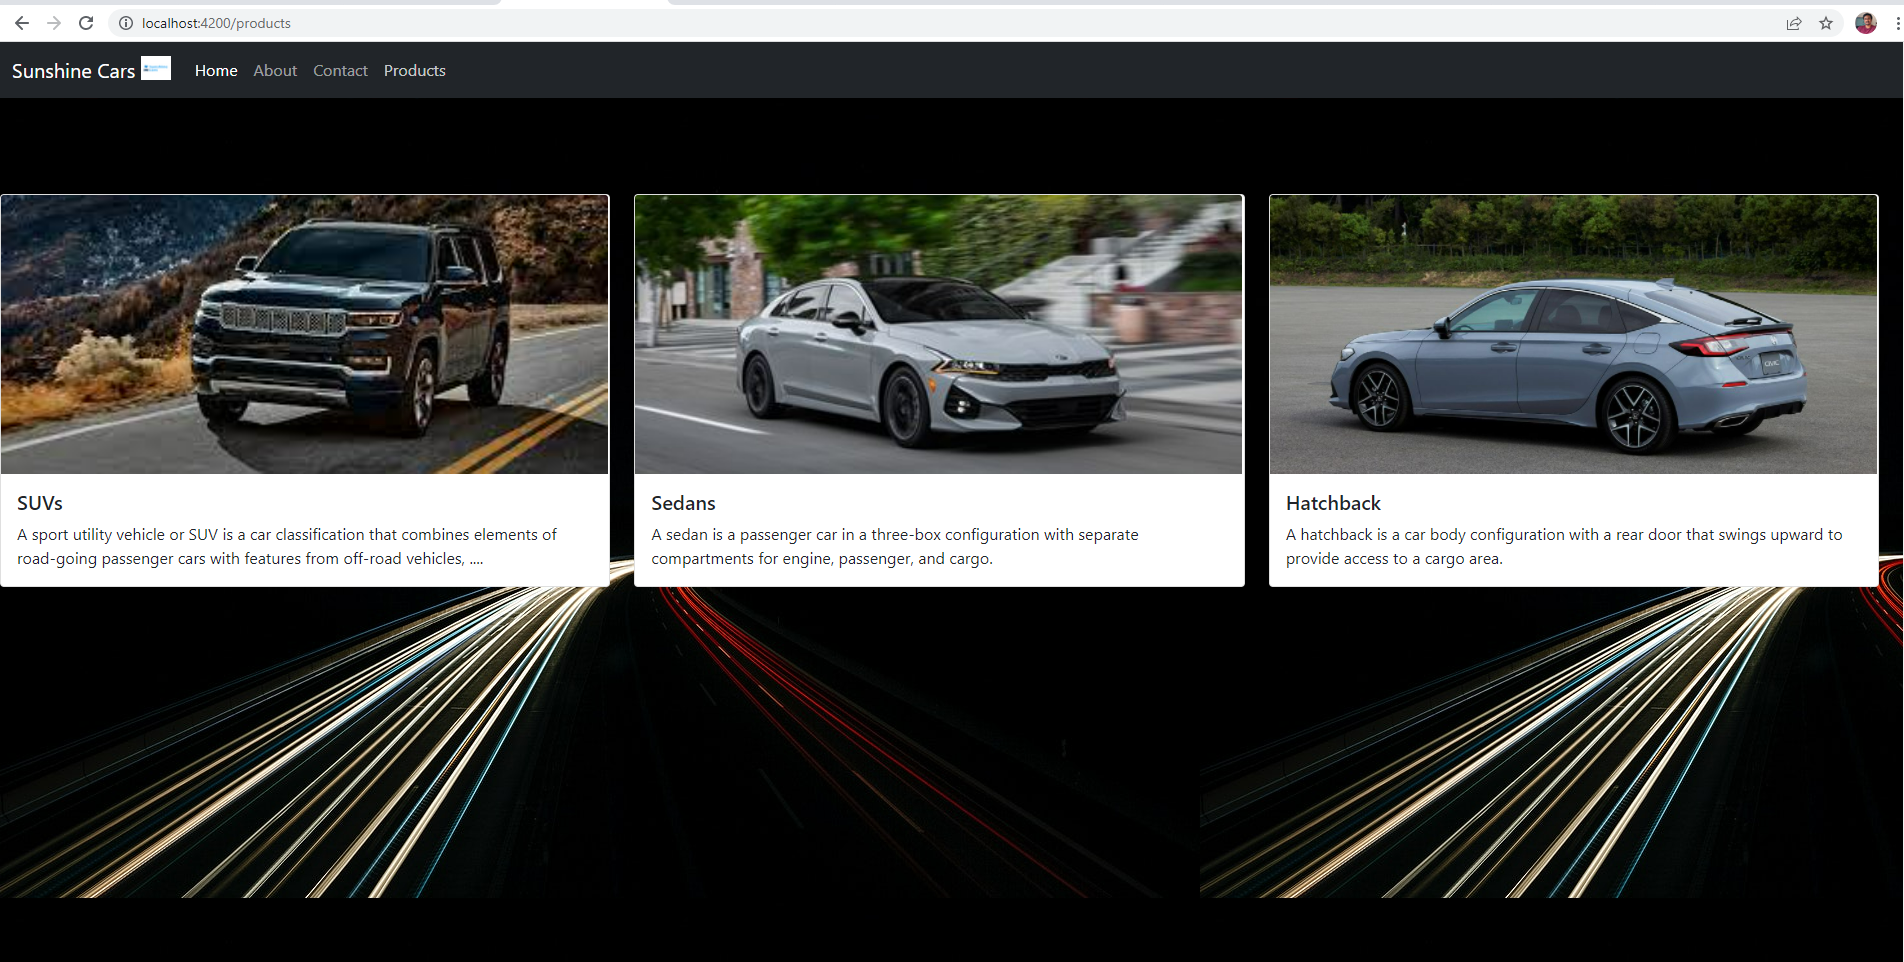 localhost:4200/products
Sunshine Cars
Home About Contact Products
SUVs
A sport utility vehicle or SUV is a car classification that combines elements of
road-going passenger cars with features from off-road vehicles, ....
Sedans
A sedan is a passenger car in a three-box configuration with separate
compartments for engine, passenger, and cargo.
CIVIC
Hatchback
A hatchback is a car body configuration with a rear door that swings upward to
provide access to a cargo area.